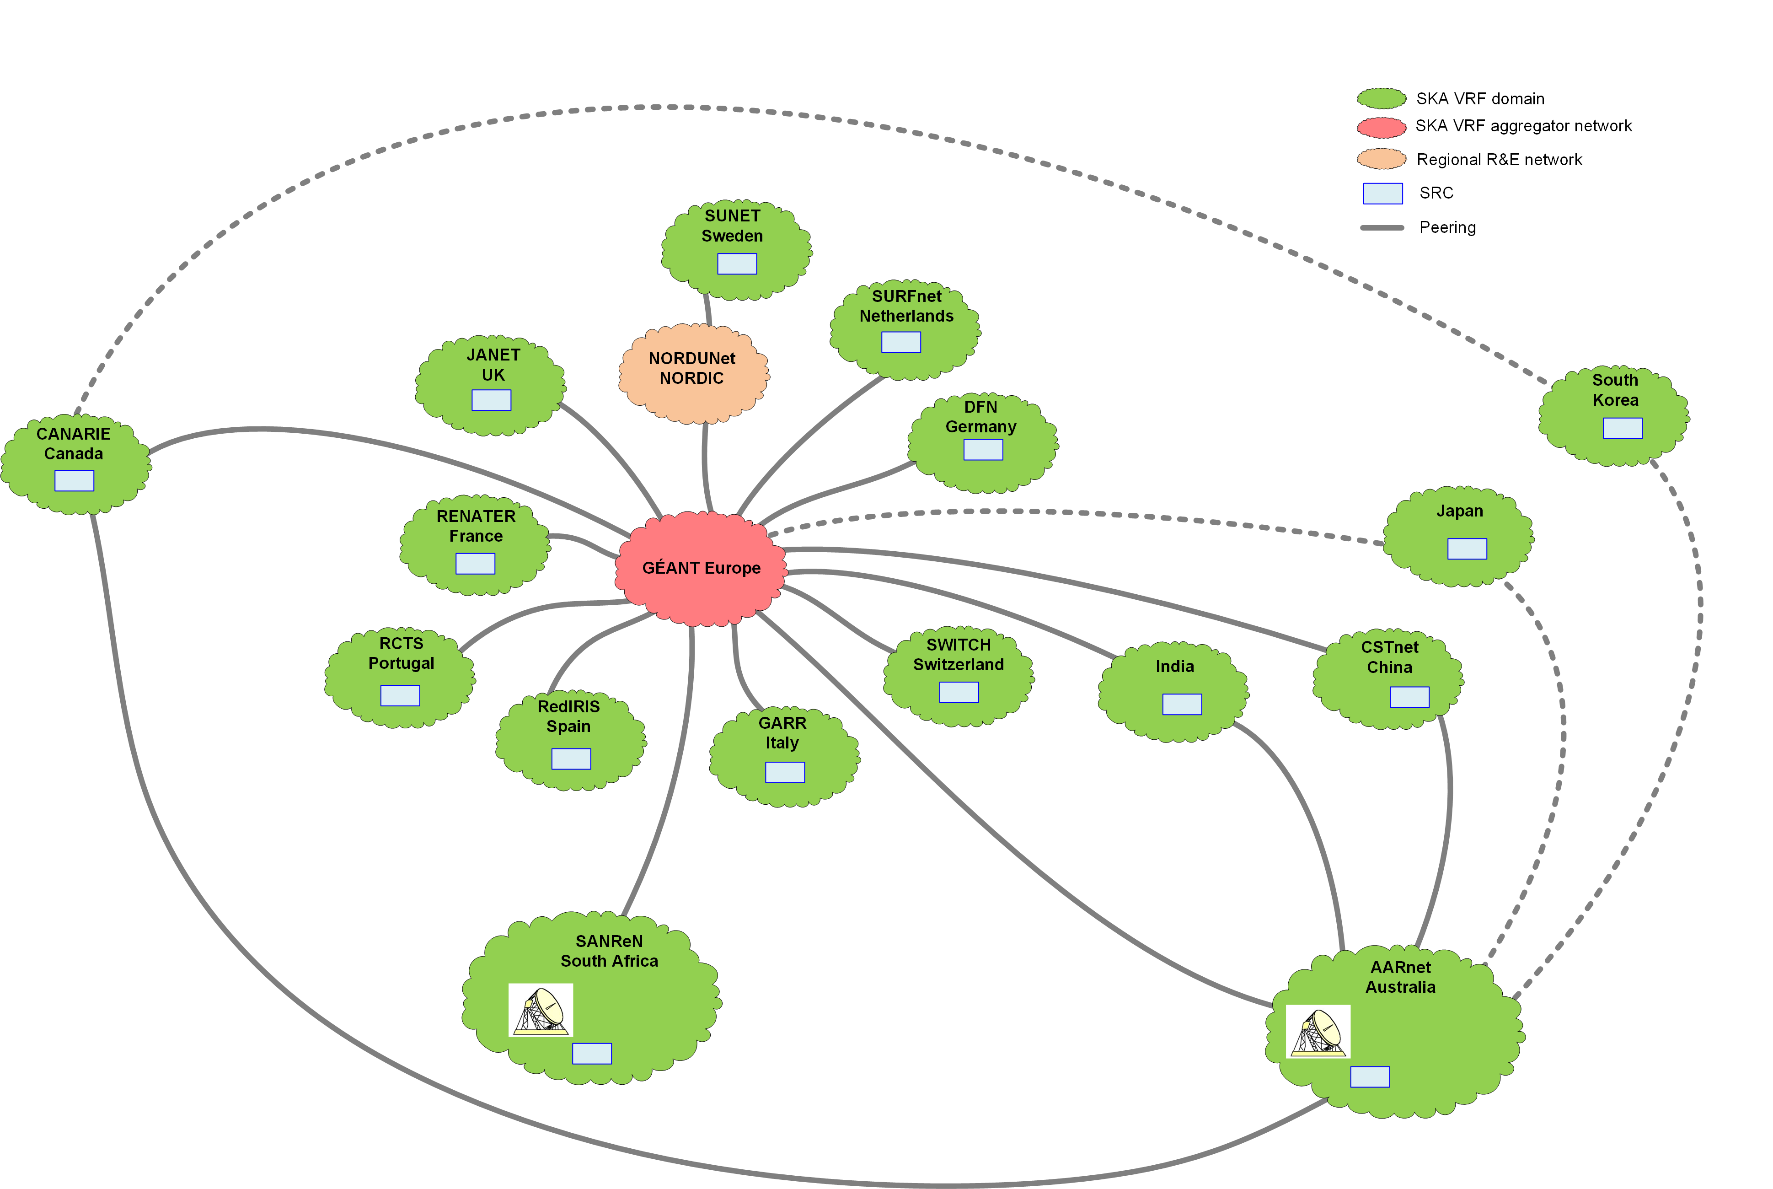 SKA VRF domain
SKA VRF aggregator network
Regional R&E network
SRC
Peering
SUNET
Sweden
SURFnet
Netherlands
JANET
UK
NORDUNet
NORDIC
South
Korea
DFN
Germany
CANARIE
Canada
RENATER
France
Japan
GÉANT Europe
RCTS
Portugal
SWITCH
Switzerland
India
CSTnet
China
RedIRIS
Spain
GARR
Italy
SANReN
South Africa
AARnet
Australia